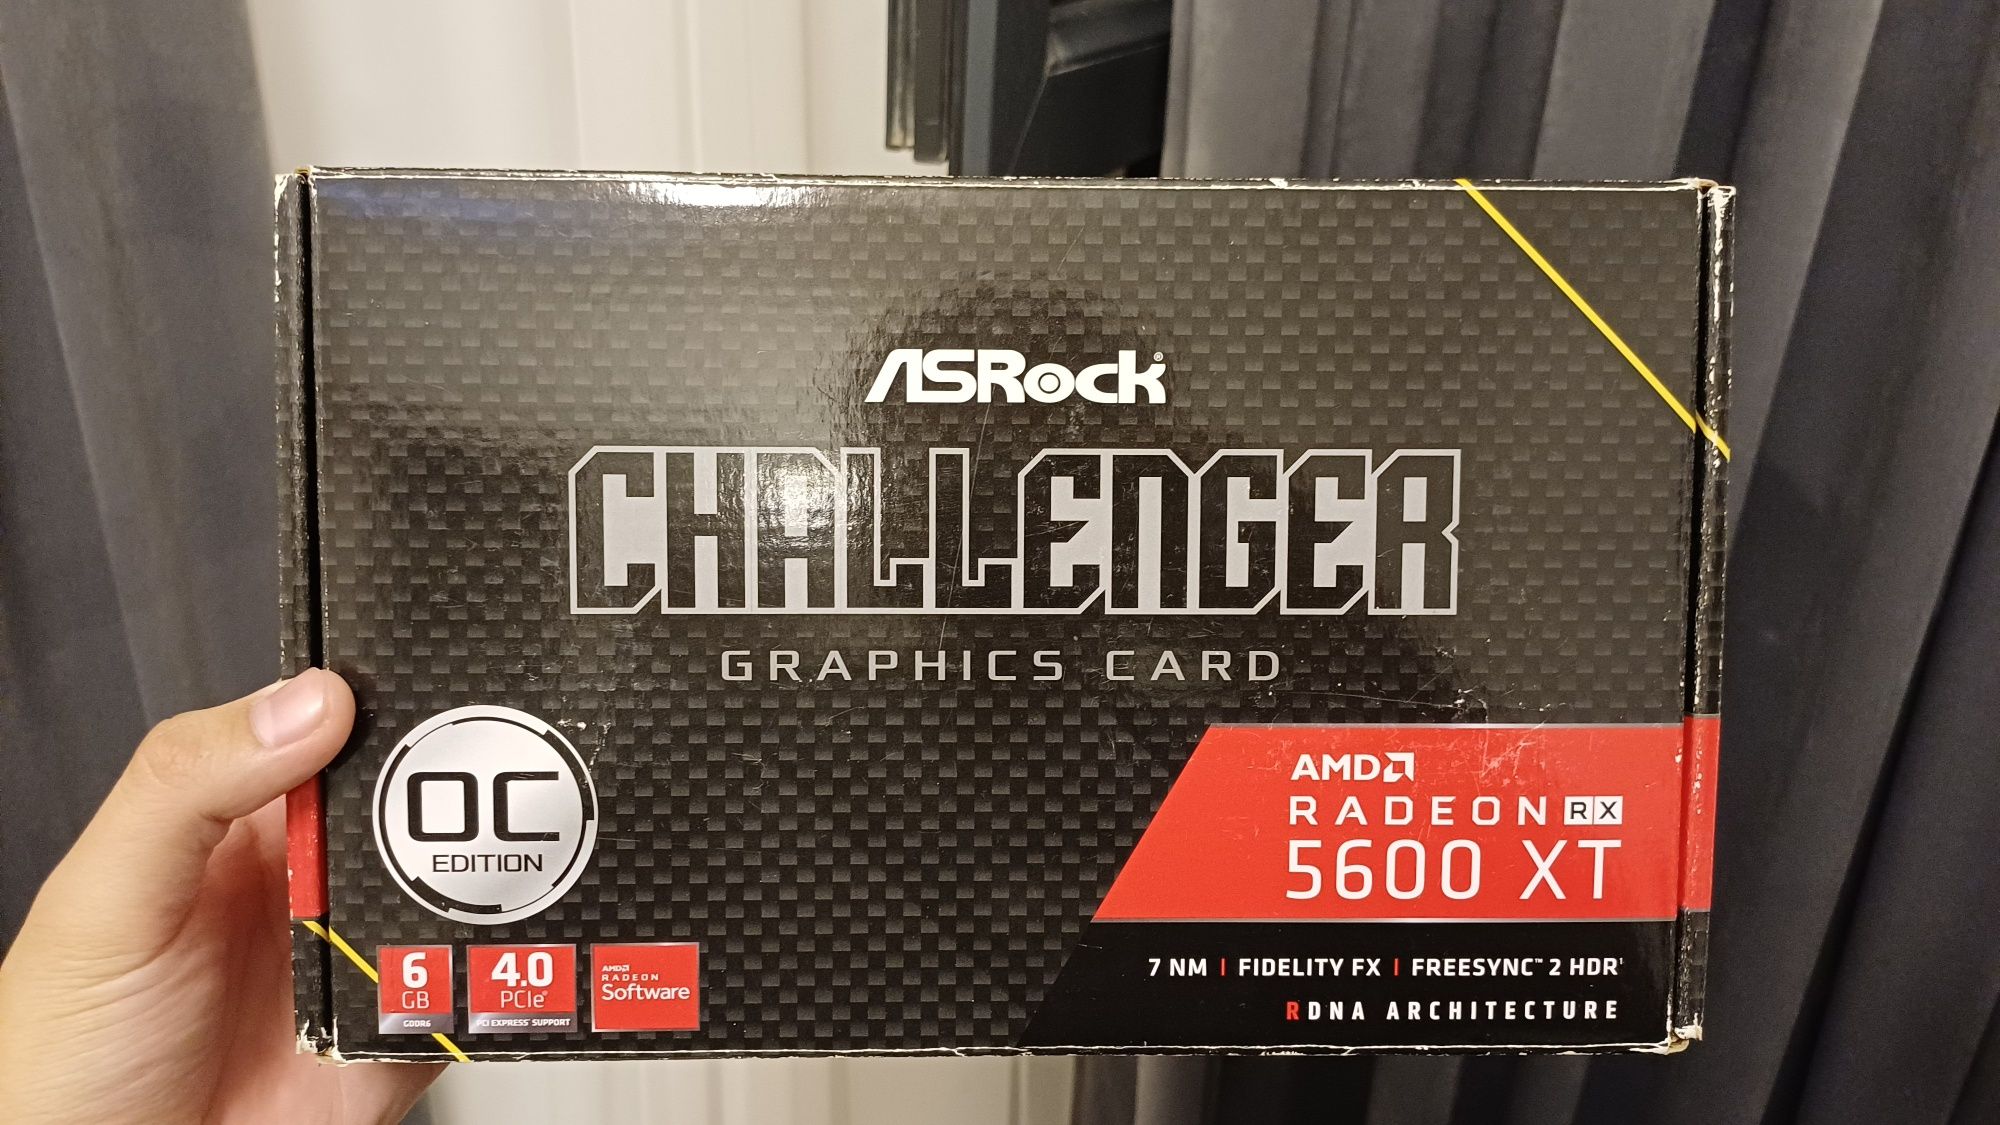 ASRock®
CHALLENGER
GRAPHICS CARD
OC
EDITION
AMD
RADEON RX
5600 XT
6
GB
GDDR6
4.0
PCIe®
PCI EXPRESS® SUPPORT
AMD
RADEON
Software
7 NM | FIDELITY FX | FREESYNC™ 2 HDR¹
RDNA ARCHITECTURE